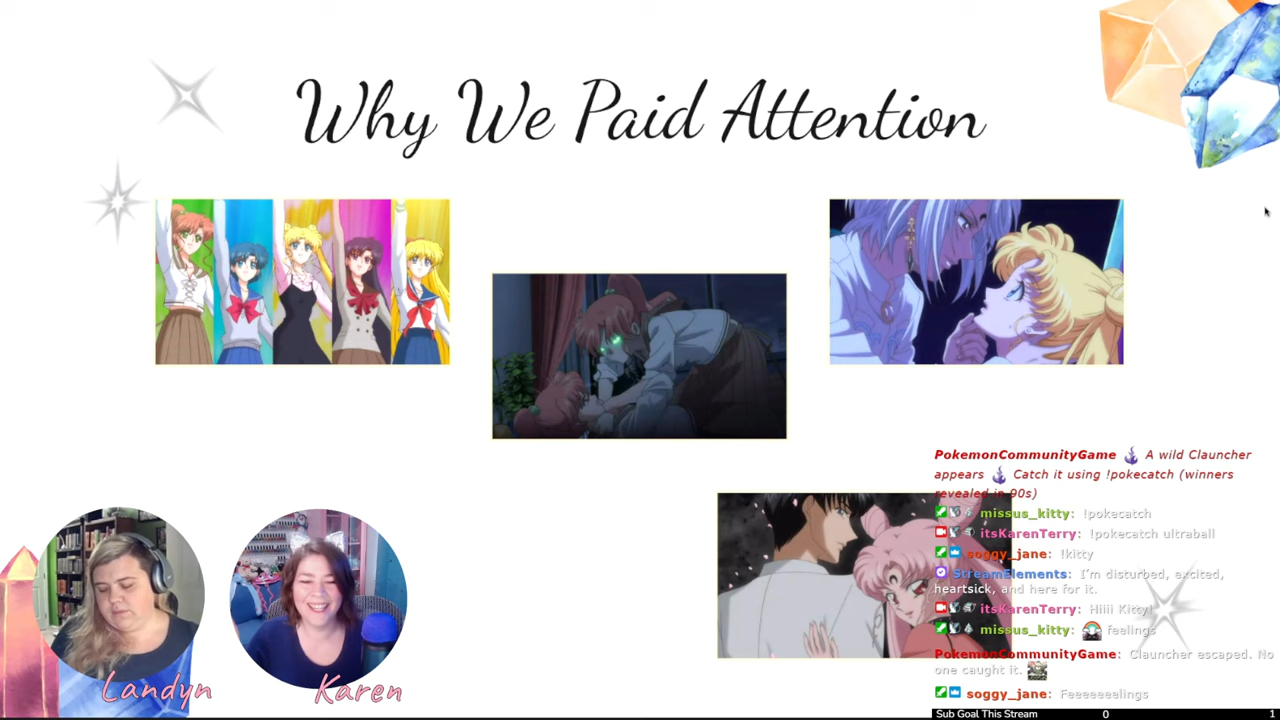 Why We Paid Attention
PokemonCommunityGame A wild Clauncher
appears Catch it using !pokecatch (winners
revealed in 90s)
missus_kitty: !pokecatch
itsKarenTerry: !pokecatch ultraball
soggy_jane: !kitty
StreamElements: I'm disturbed, excited,
heartsick, and here for it.
itsKarenTerry: Hiiii Kitty!
missus_kitty: feelings
PokemonCommunityGame: Clauncher escaped. No
one caught it.
soggy_jane: Feeeeeeelings
Landyn
Karen
Sub Goal This Stream 0 1